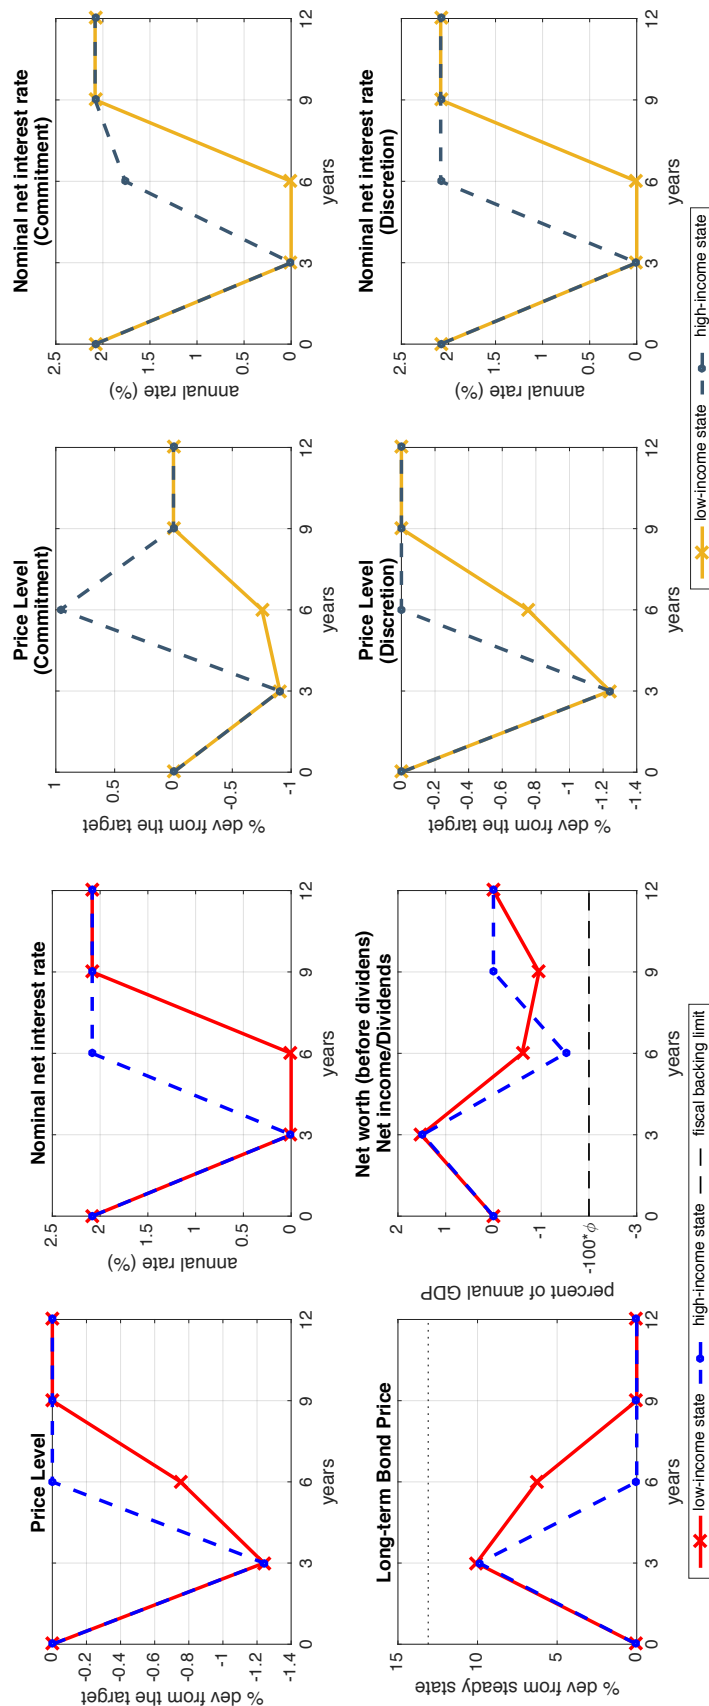 Price Level
% dev from the target
0
-0.2
-0.4
-0.6
-0.8
-1
-1.2
-1.4
0 3 6 9 12
years
Nominal net interest rate
annual rate (%)
2.5
2
1.5
1
0.5
0
0 3 6 9 12
years
Long-term Bond Price
% dev from steady state
15
10
5
0
0 3 6 9 12
years
Net worth (before dividens)
Net income/Dividends
percent of annual GDP
2
1
0
-1
-100*ϕ
-3
0 3 6 9 12
years
low-income state high-income state fiscal backing limit
Price Level
(Commitment)
% dev from the target
1
0.5
0
-0.5
-1
0 3 6 9 12
years
Nominal net interest rate
(Commitment)
annual rate (%)
2.5
2
1.5
1
0.5
0
0 3 6 9 12
years
Price Level
(Discretion)
% dev from the target
0
-0.2
-0.4
-0.6
-0.8
-1
-1.2
-1.4
0 3 6 9 12
years
Nominal net interest rate
(Discretion)
annual rate (%)
2.5
2
1.5
1
0.5
0
0 3 6 9 12
years
low-income state high-income state